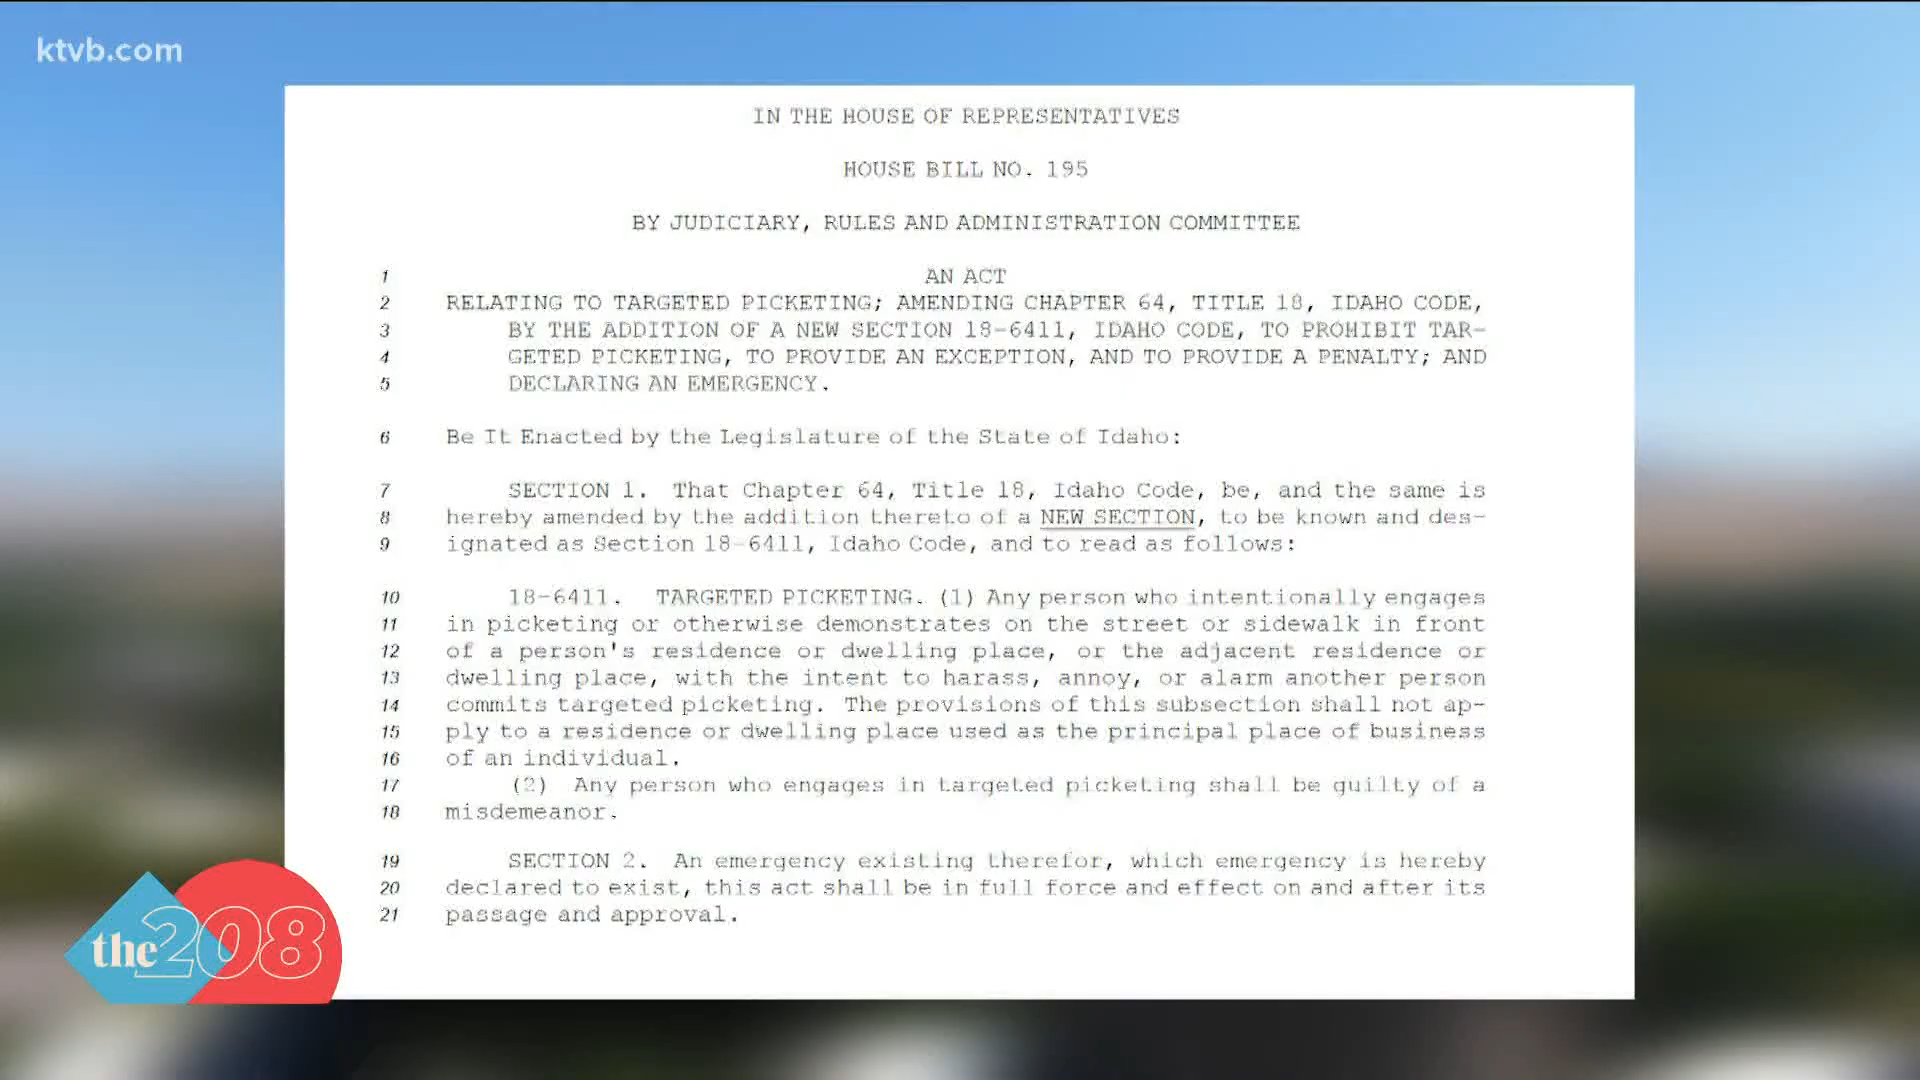 ktvb.com
IN THE HOUSE OF REPRESENTATIVES
HOUSE BILL NO. 195
BY JUDICIARY, RULES AND ADMINISTRATION COMMITTEE
1 AN ACT
2 RELATING TO TARGETED PICKETING; AMENDING CHAPTER 64, TITLE 18, IDAHO CODE,
3 BY THE ADDITION OF A NEW SECTION 18-6411, IDAHO CODE, TO PROHIBIT TAR-
4 GETED PICKETING, TO PROVIDE AN EXCEPTION, AND TO PROVIDE A PENALTY; AND
5 DECLARING AN EMERGENCY.
6 Be It Enacted by the Legislature of the State of Idaho:
7 SECTION 1. That Chapter 64, Title 18, Idaho Code, be, and the same is
8 hereby amended by the addition thereto of a NEW SECTION, to be known and des-
9 ignated as Section 18-6411, Idaho Code, and to read as follows:
10 18-6411. TARGETED PICKETING. (1) Any person who intentionally engages
11 in picketing or otherwise demonstrates on the street or sidewalk in front
12 of a person's residence or dwelling place, or the adjacent residence or
13 dwelling place, with the intent to harass, annoy, or alarm another person
14 commits targeted picketing. The provisions of this subsection shall not ap-
15 ply to a residence or dwelling place used as the principal place of business
16 of an individual.
17 (2) Any person who engages in targeted picketing shall be guilty of a
18 misdemeanor.
19 SECTION 2. An emergency existing therefor, which emergency is hereby
20 declared to exist, this act shall be in full force and effect on and after its
21 passage and approval.
the 208